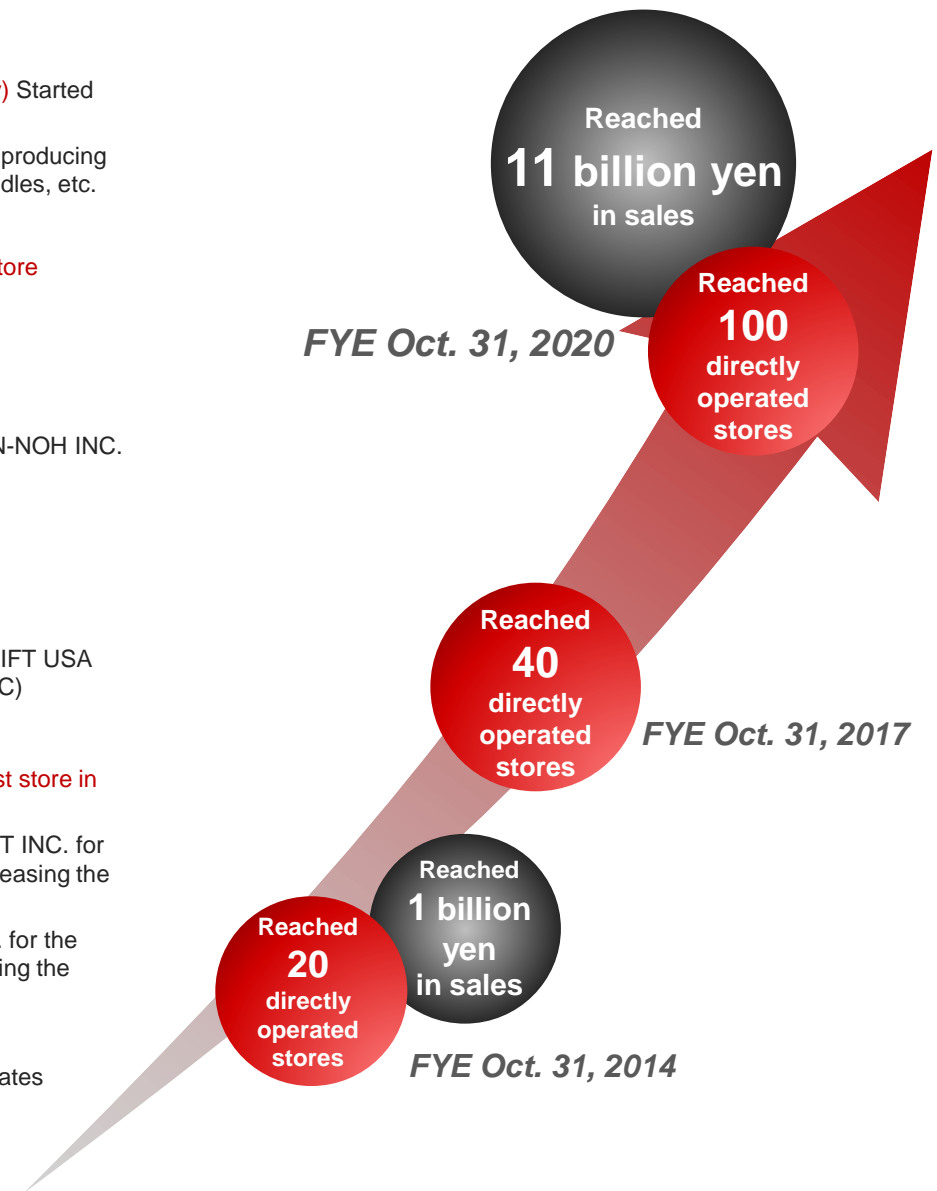 ) Started
producing
dles, etc.
tore
N-NOH INC.
IFT USA
C)
st store in
T INC. for
easing the
. for the
ing the
ates
Reached
11 billion yen
in sales
Reached
100
directly
operated
stores
FYE Oct. 31, 2020
Reached
40
directly
operated
stores
FYE Oct. 31, 2017
Reached
1 billion
yen
in sales
Reached
20
directly
operated
stores
FYE Oct. 31, 2014